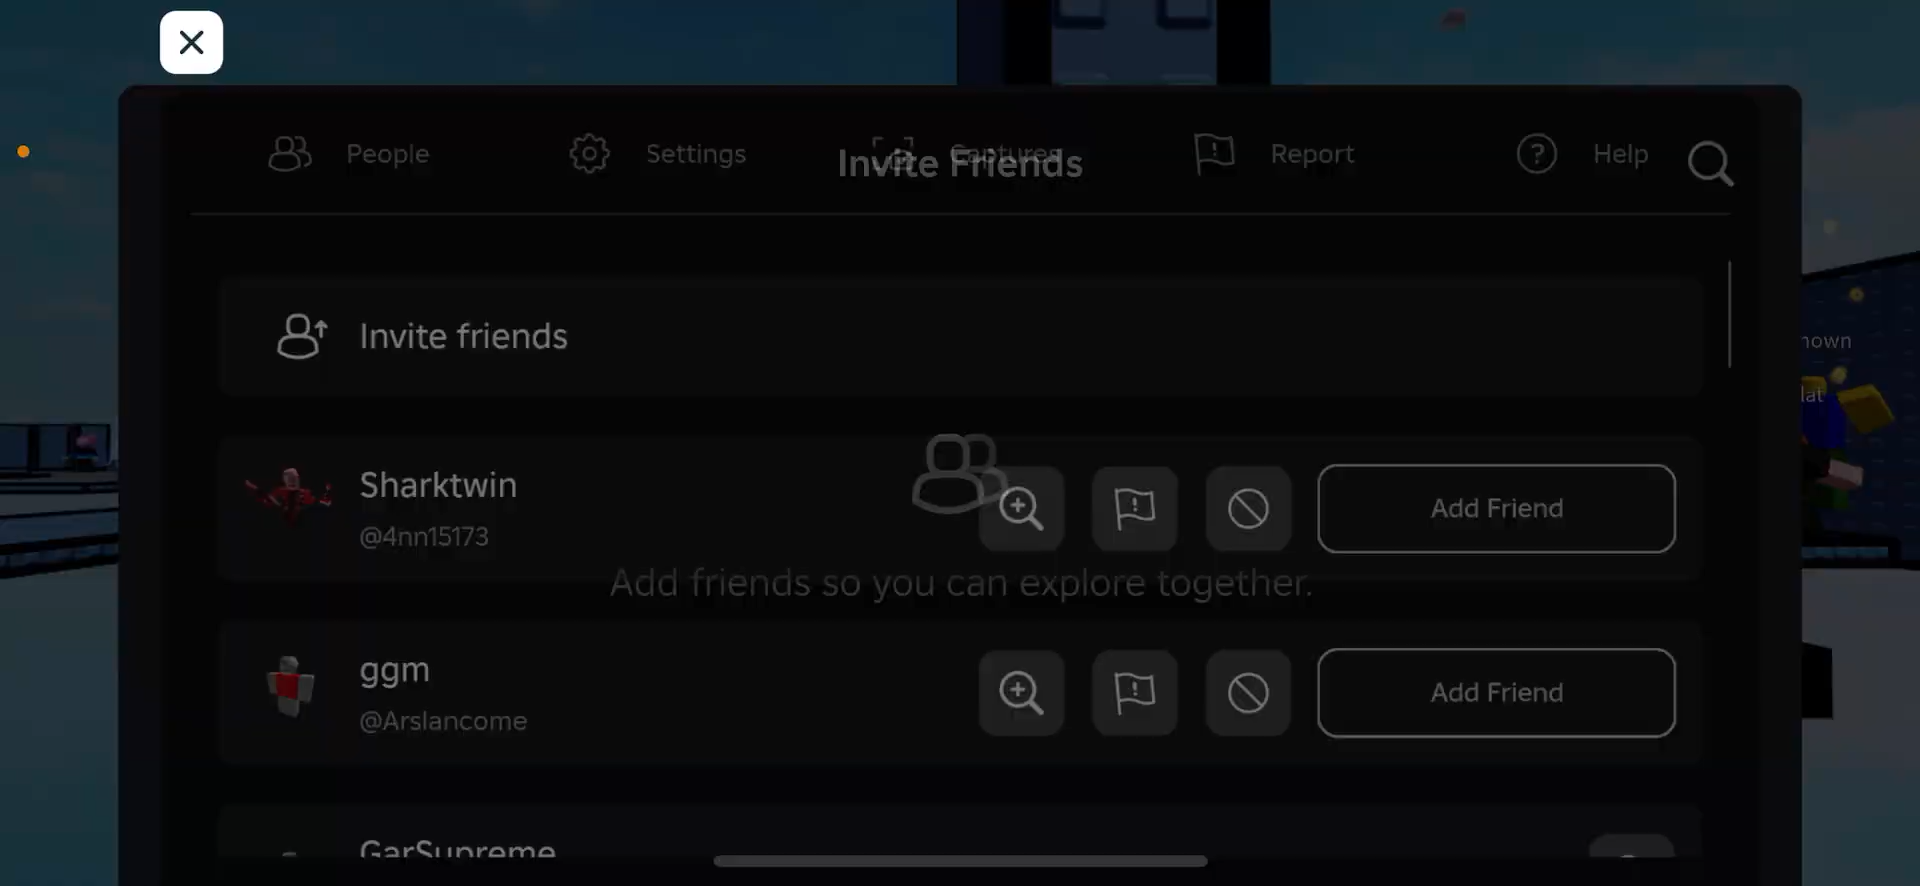 People
Settings
Captures
Report
Help
Invite Friends
Invite friends
Sharktwin
@4nn15173
Add Friend
Add friends so you can explore together.
ggm
@Arslancome
Add Friend
GarSupreme